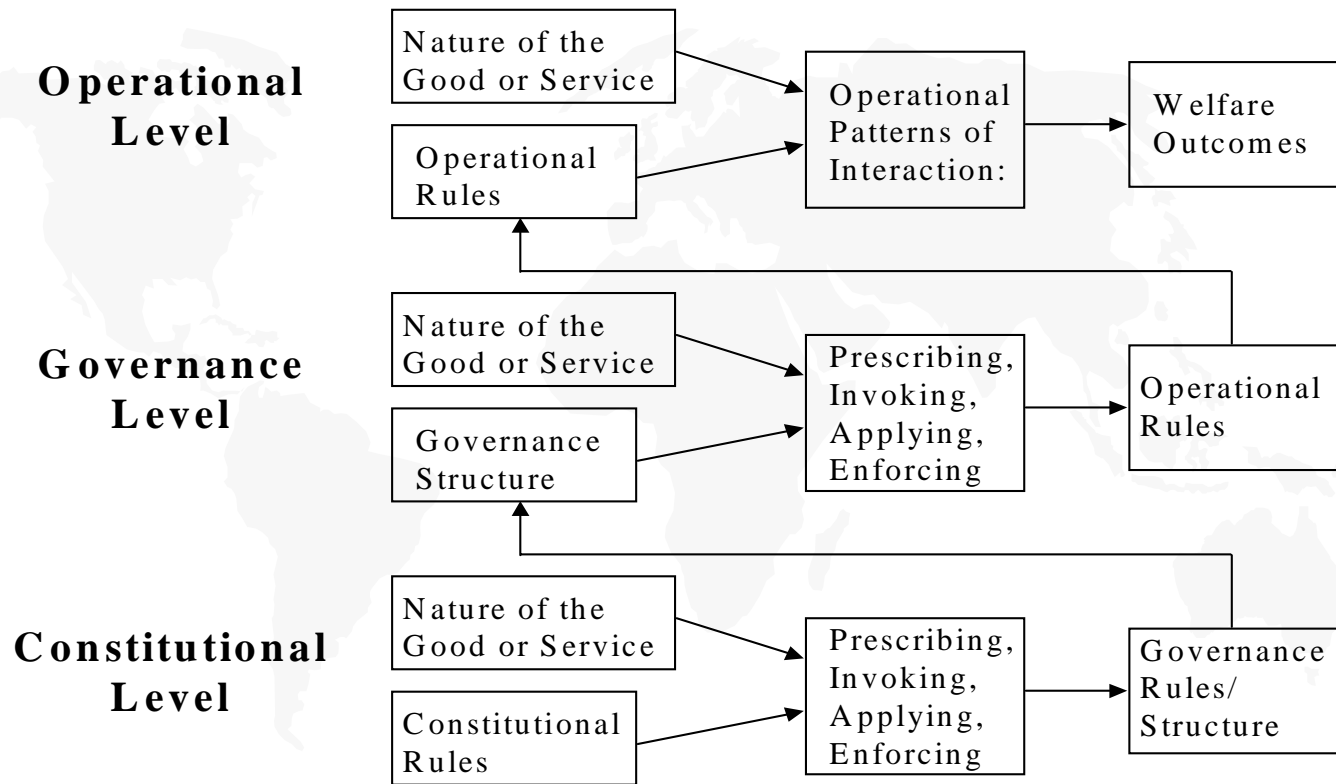 Operational
Level
Nature of the
Good or Service
Operational
Rules
Operational
Patterns of
Interaction:
Welfare
Outcomes
Governance
Level
Nature of the
Good or Service
Governance
Structure
Prescribing,
Invoking,
Applying,
Enforcing
Operational
Rules
Constitutional
Level
Nature of the
Good or Service
Constitutional
Rules
Prescribing,
Invoking,
Applying,
Enforcing
Governance
Rules/
Structure